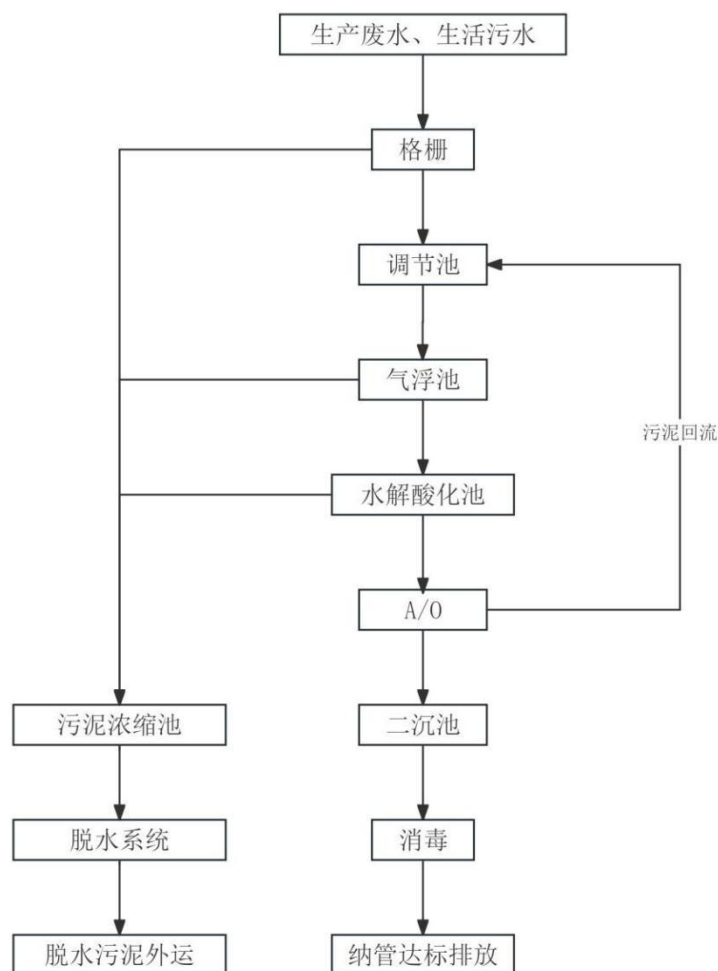 生产废水、生活污水
格栅
调节池
气浮池
污泥回流
水解酸化池
A/O
污泥浓缩池
二沉池
脱水系统
消毒
脱水污泥外运
纳管达标排放